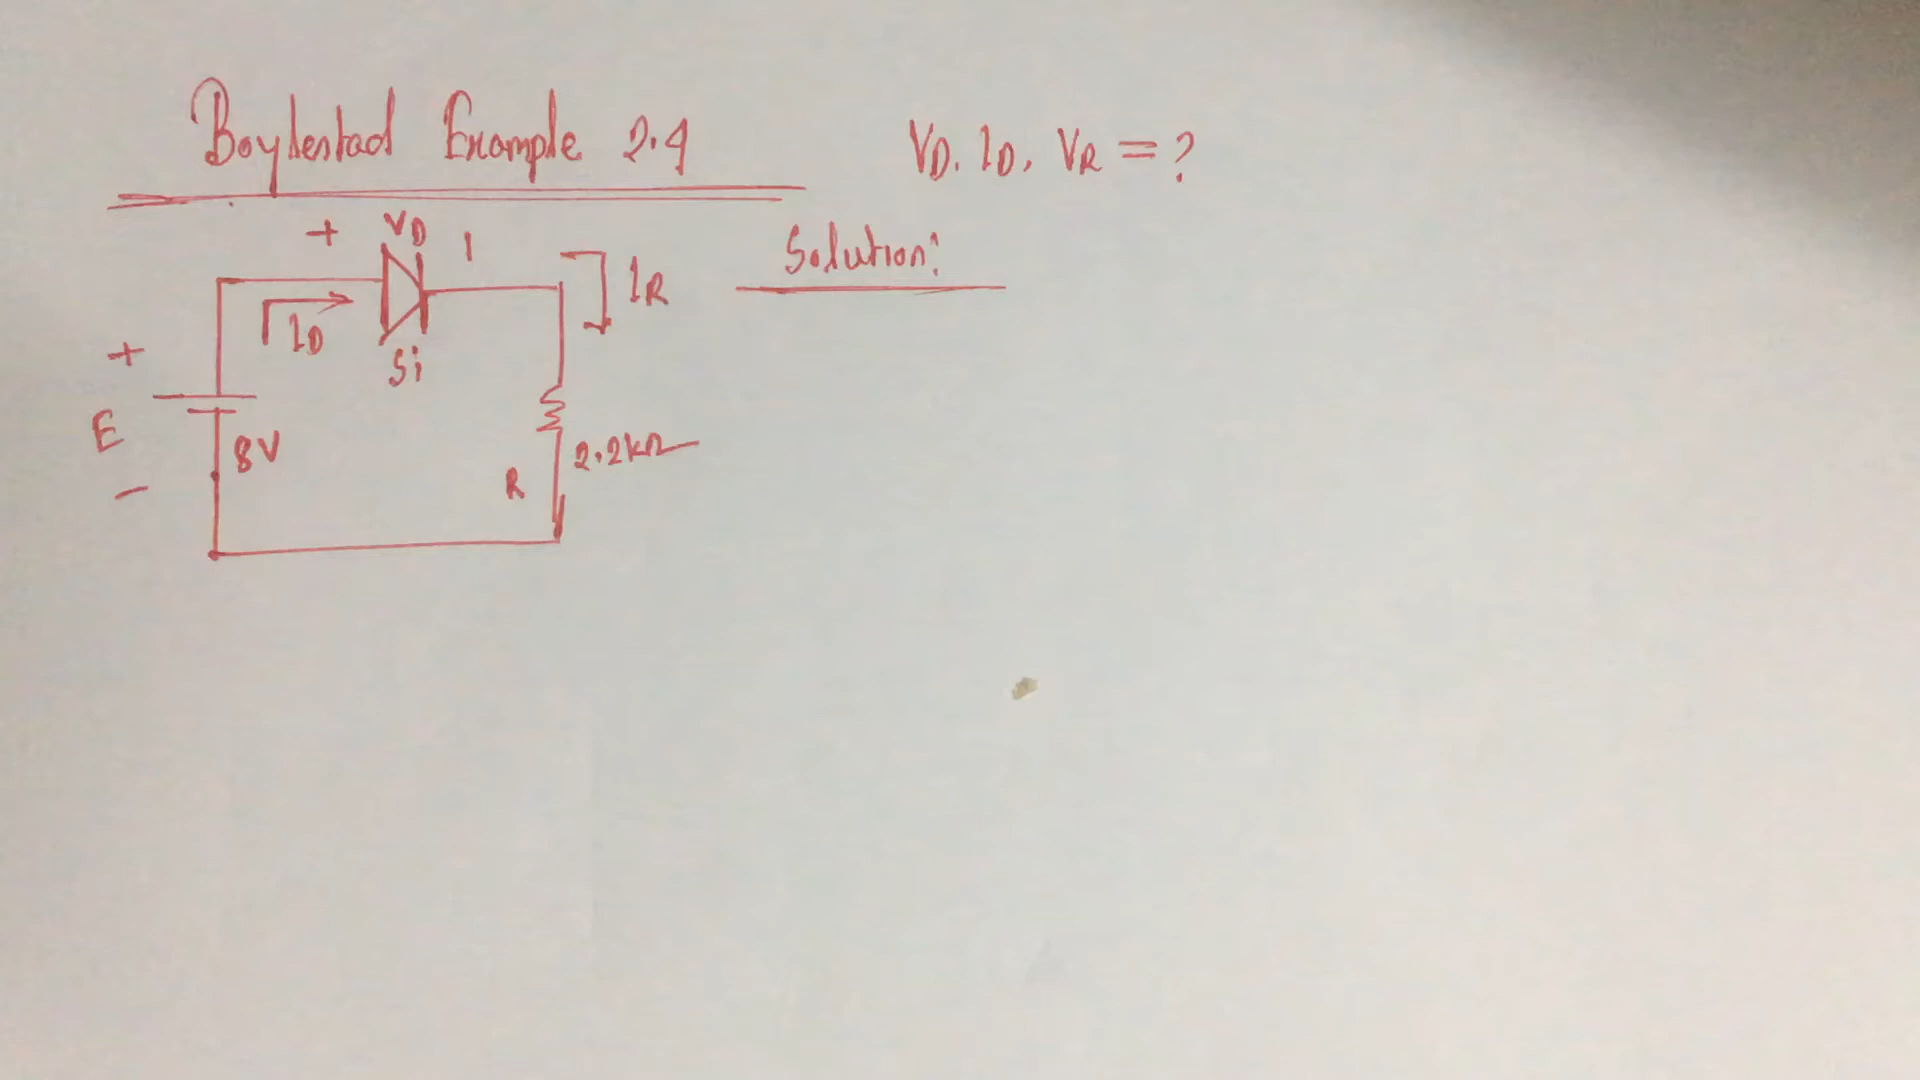 Boylestad Example 2.4
VD. ID, VR = ?
Solution:
+ VD
IR
ID
Si
+
E
8V
2.2kΩ
R
-